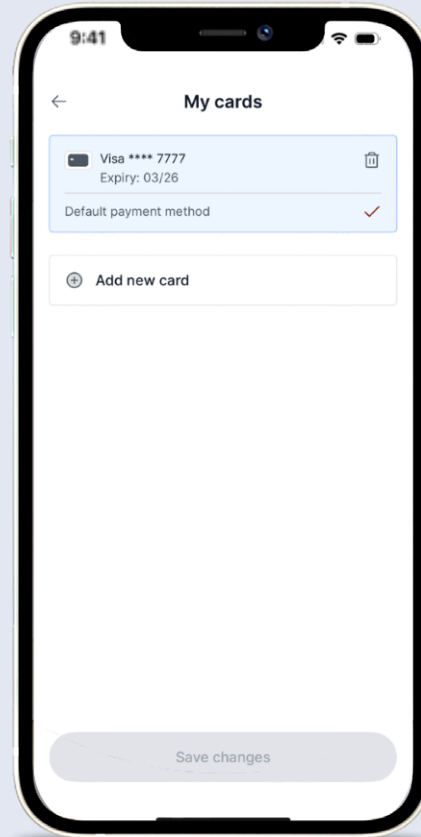 9:41
My cards
Visa **** 7777
Expiry: 03/26
Default payment method
Add new card
Save changes